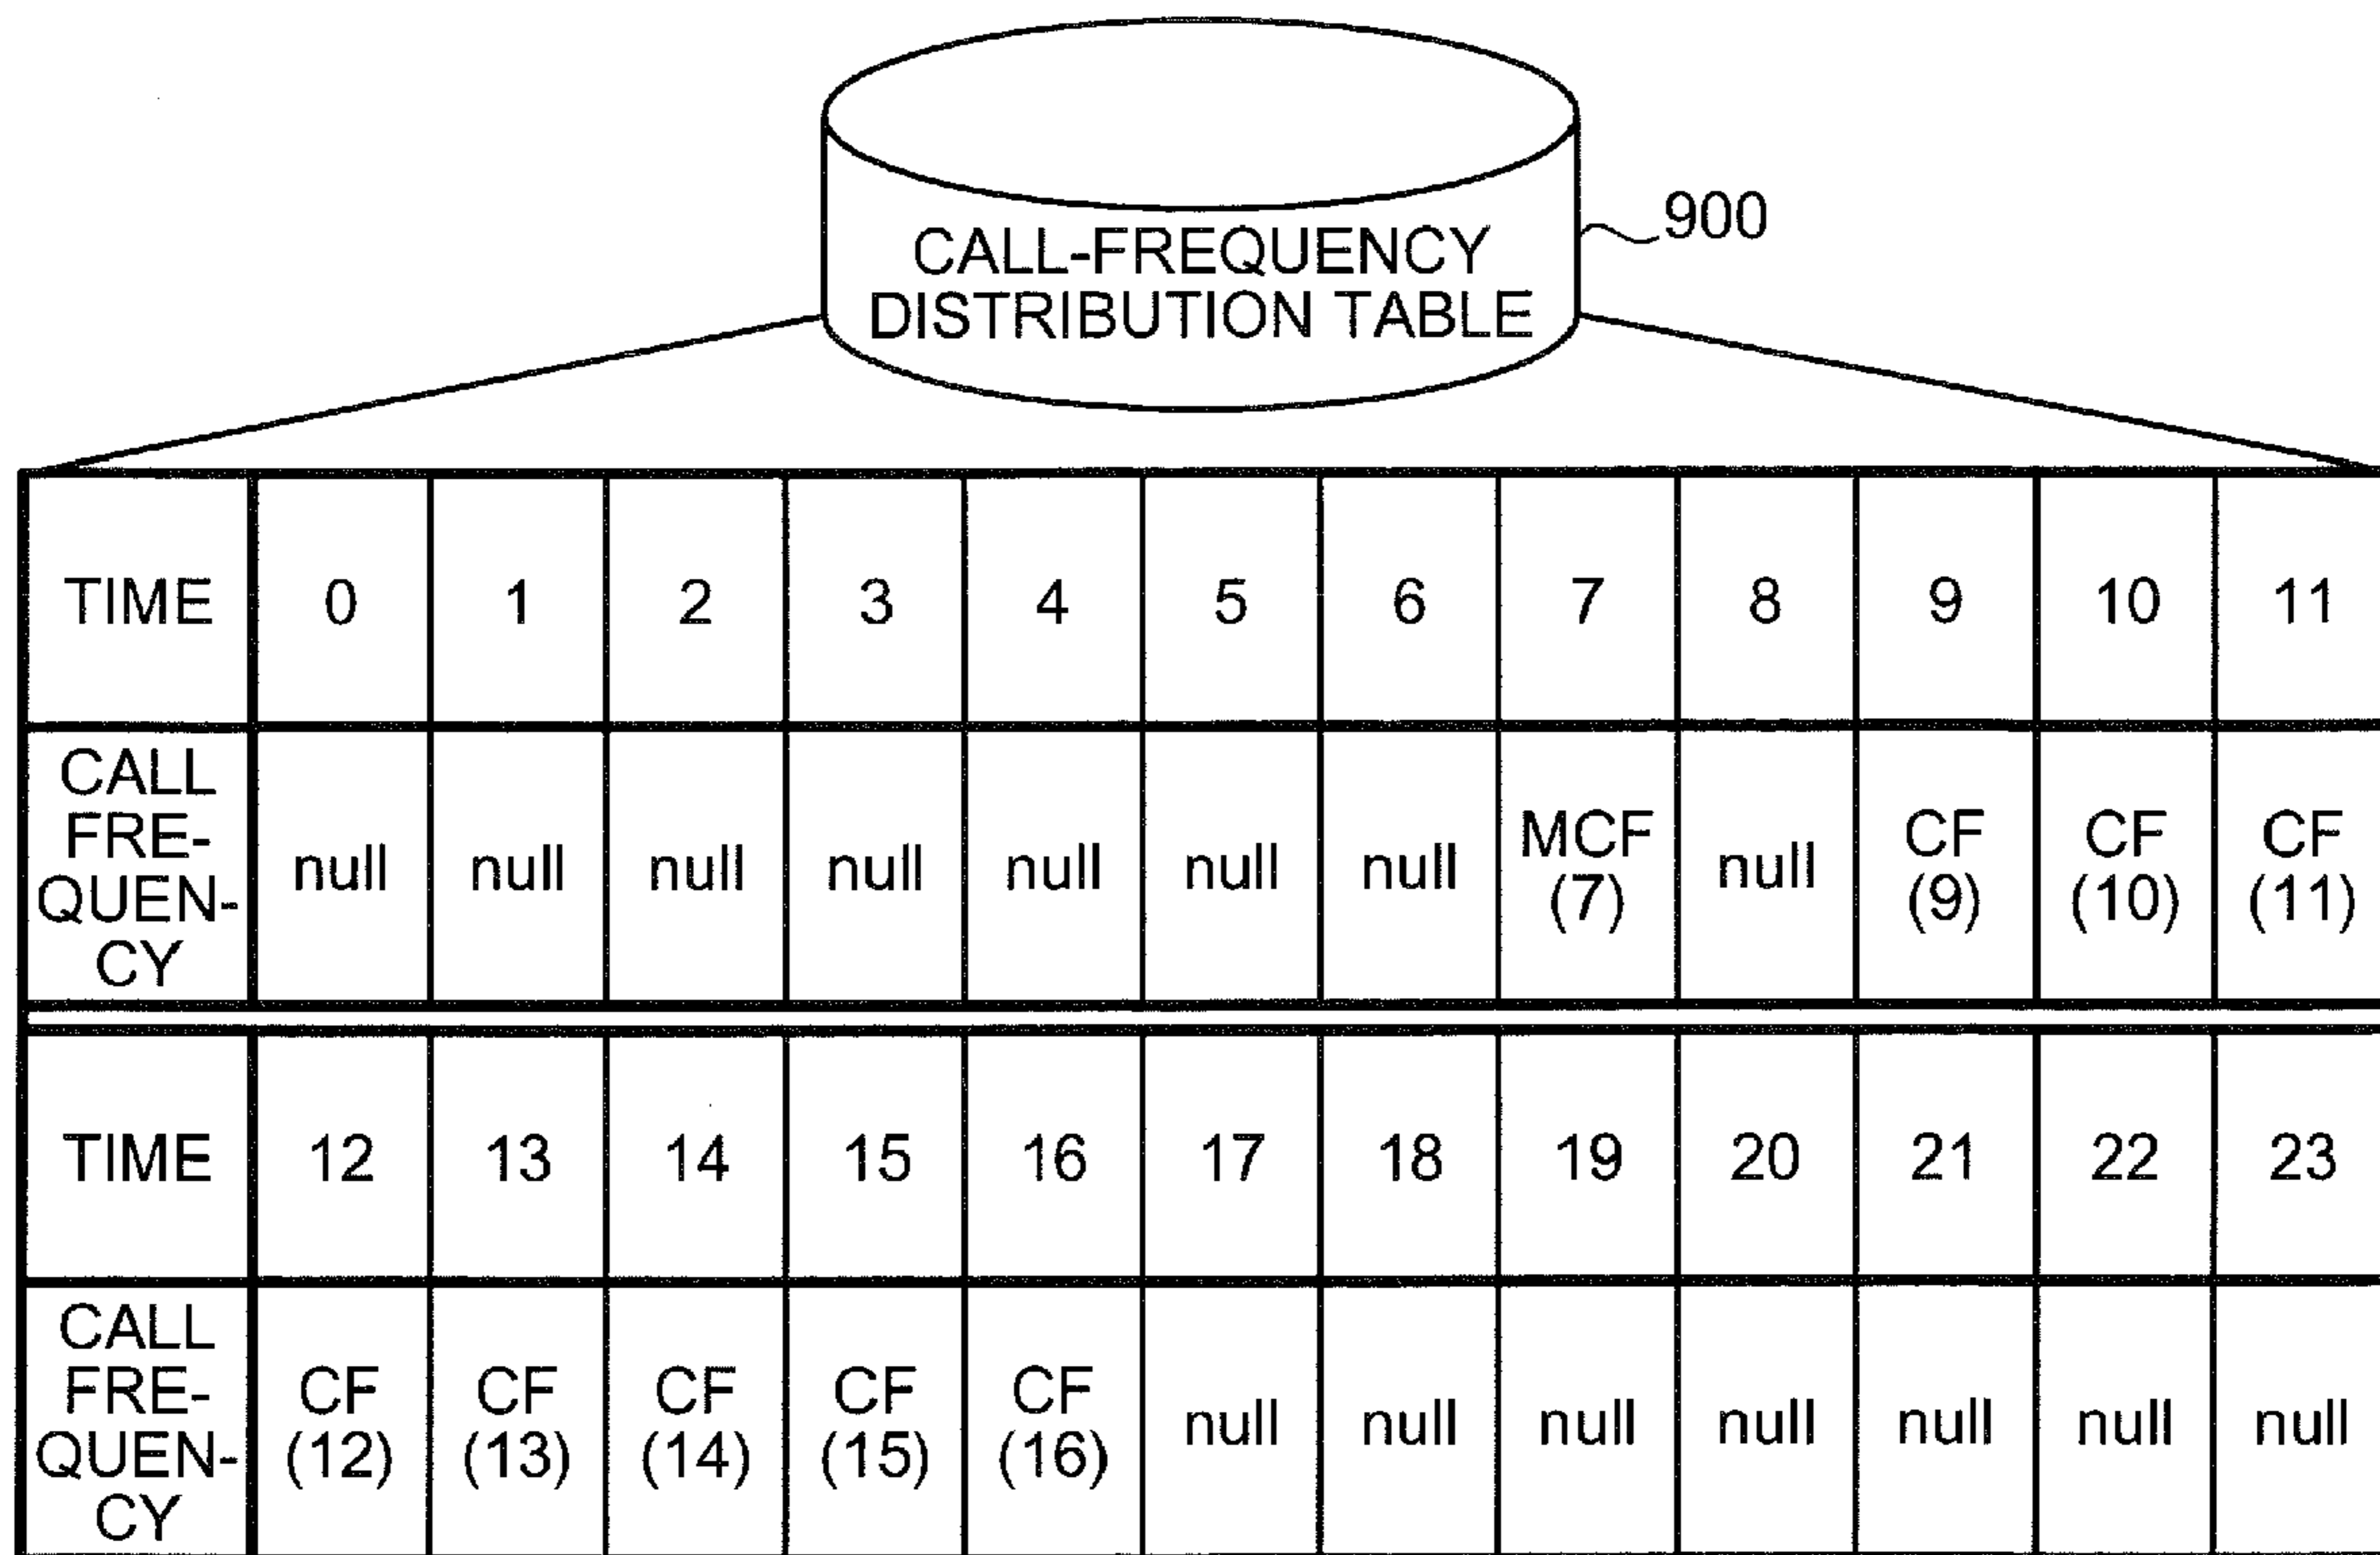 CALL-FREQUENCY
DISTRIBUTION TABLE
900
TIME 0 1 2 3 4 5 6 7 8 9 10 11
CALL
FRE-
QUEN-
CY
null null null null null null null MCF (7) null CF (9) CF (10) CF (11)
TIME 12 13 14 15 16 17 18 19 20 21 22 23
CALL
FRE-
QUEN-
CY
CF (12) CF (13) CF (14) CF (15) CF (16) null null null null null null null